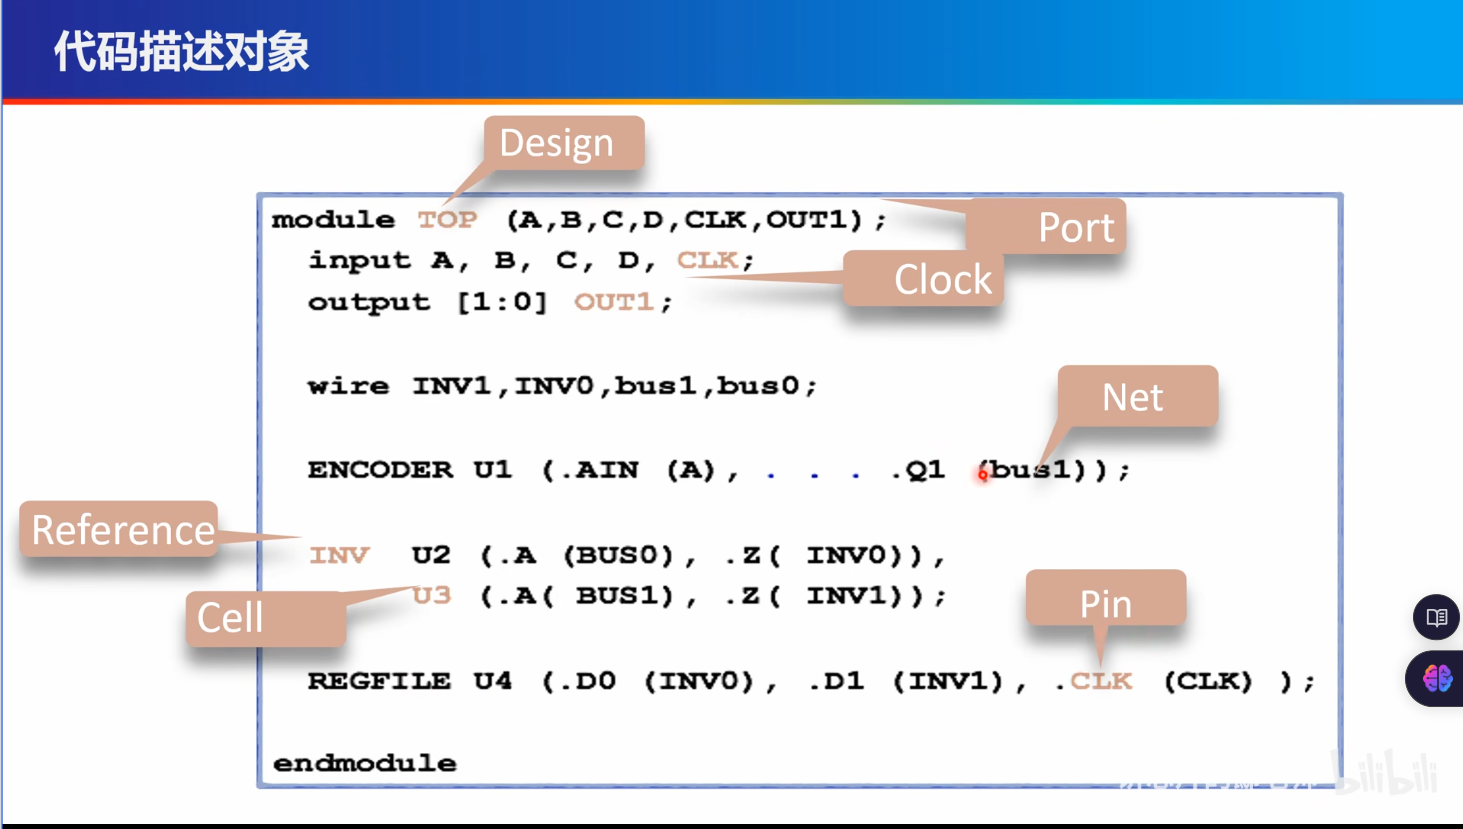 代码描述对象
Design
module TOP (A,B,C,D,CLK,OUT1);
Port
input A, B, C, D, CLK;
Clock
output [1:0] OUT1;
wire INV1,INV0,bus1,bus0;
Net
ENCODER U1 (.AIN (A), . . . .Q1 (bus1));
Reference
INV U2 (.A (BUS0), .Z( INV0)),
U3 (.A( BUS1), .Z( INV1));
Cell
Pin
REGFILE U4 (.D0 (INV0), .D1 (INV1), .CLK (CLK) );
endmodule
bilibili